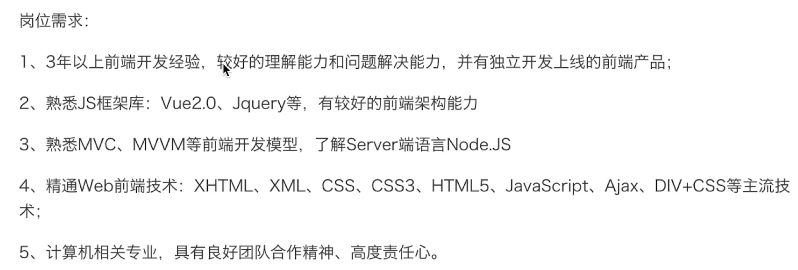 岗位需求：
1、3年以上前端开发经验，较好的理解能力和问题解决能力，并有独立开发上线的前端产品；
2、熟悉JS框架库：Vue2.0、Jquery等，有较好的前端架构能力
3、熟悉MVC、MVVM等前端开发模型，了解Server端语言Node.JS
4、精通Web前端技术：XHTML、XML、CSS、CSS3、HTML5、JavaScript、Ajax、DIV+CSS等主流技
术；
5、计算机相关专业，具有良好团队合作精神、高度责任心。